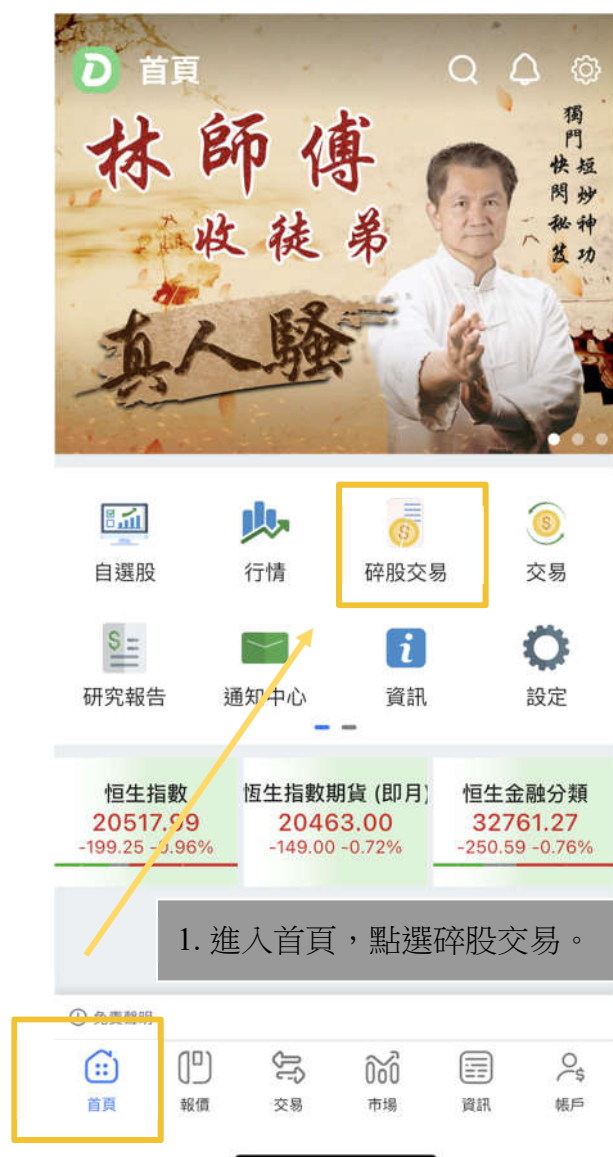 首頁
林師傅
收徒弟
真人騷
獨門短炒神功
快閃秘笈
自選股
行情
碎股交易
交易
研究報告
通知中心
資訊
設定
恒生指數
20517.99
-199.25 -0.96%
恆生指數期貨 (即月)
20463.00
-149.00 -0.72%
恒生金融分類
32761.27
-250.59 -0.76%
1. 進入首頁，點選碎股交易。
免責聲明
首頁
報價
交易
市場
資訊
帳戶